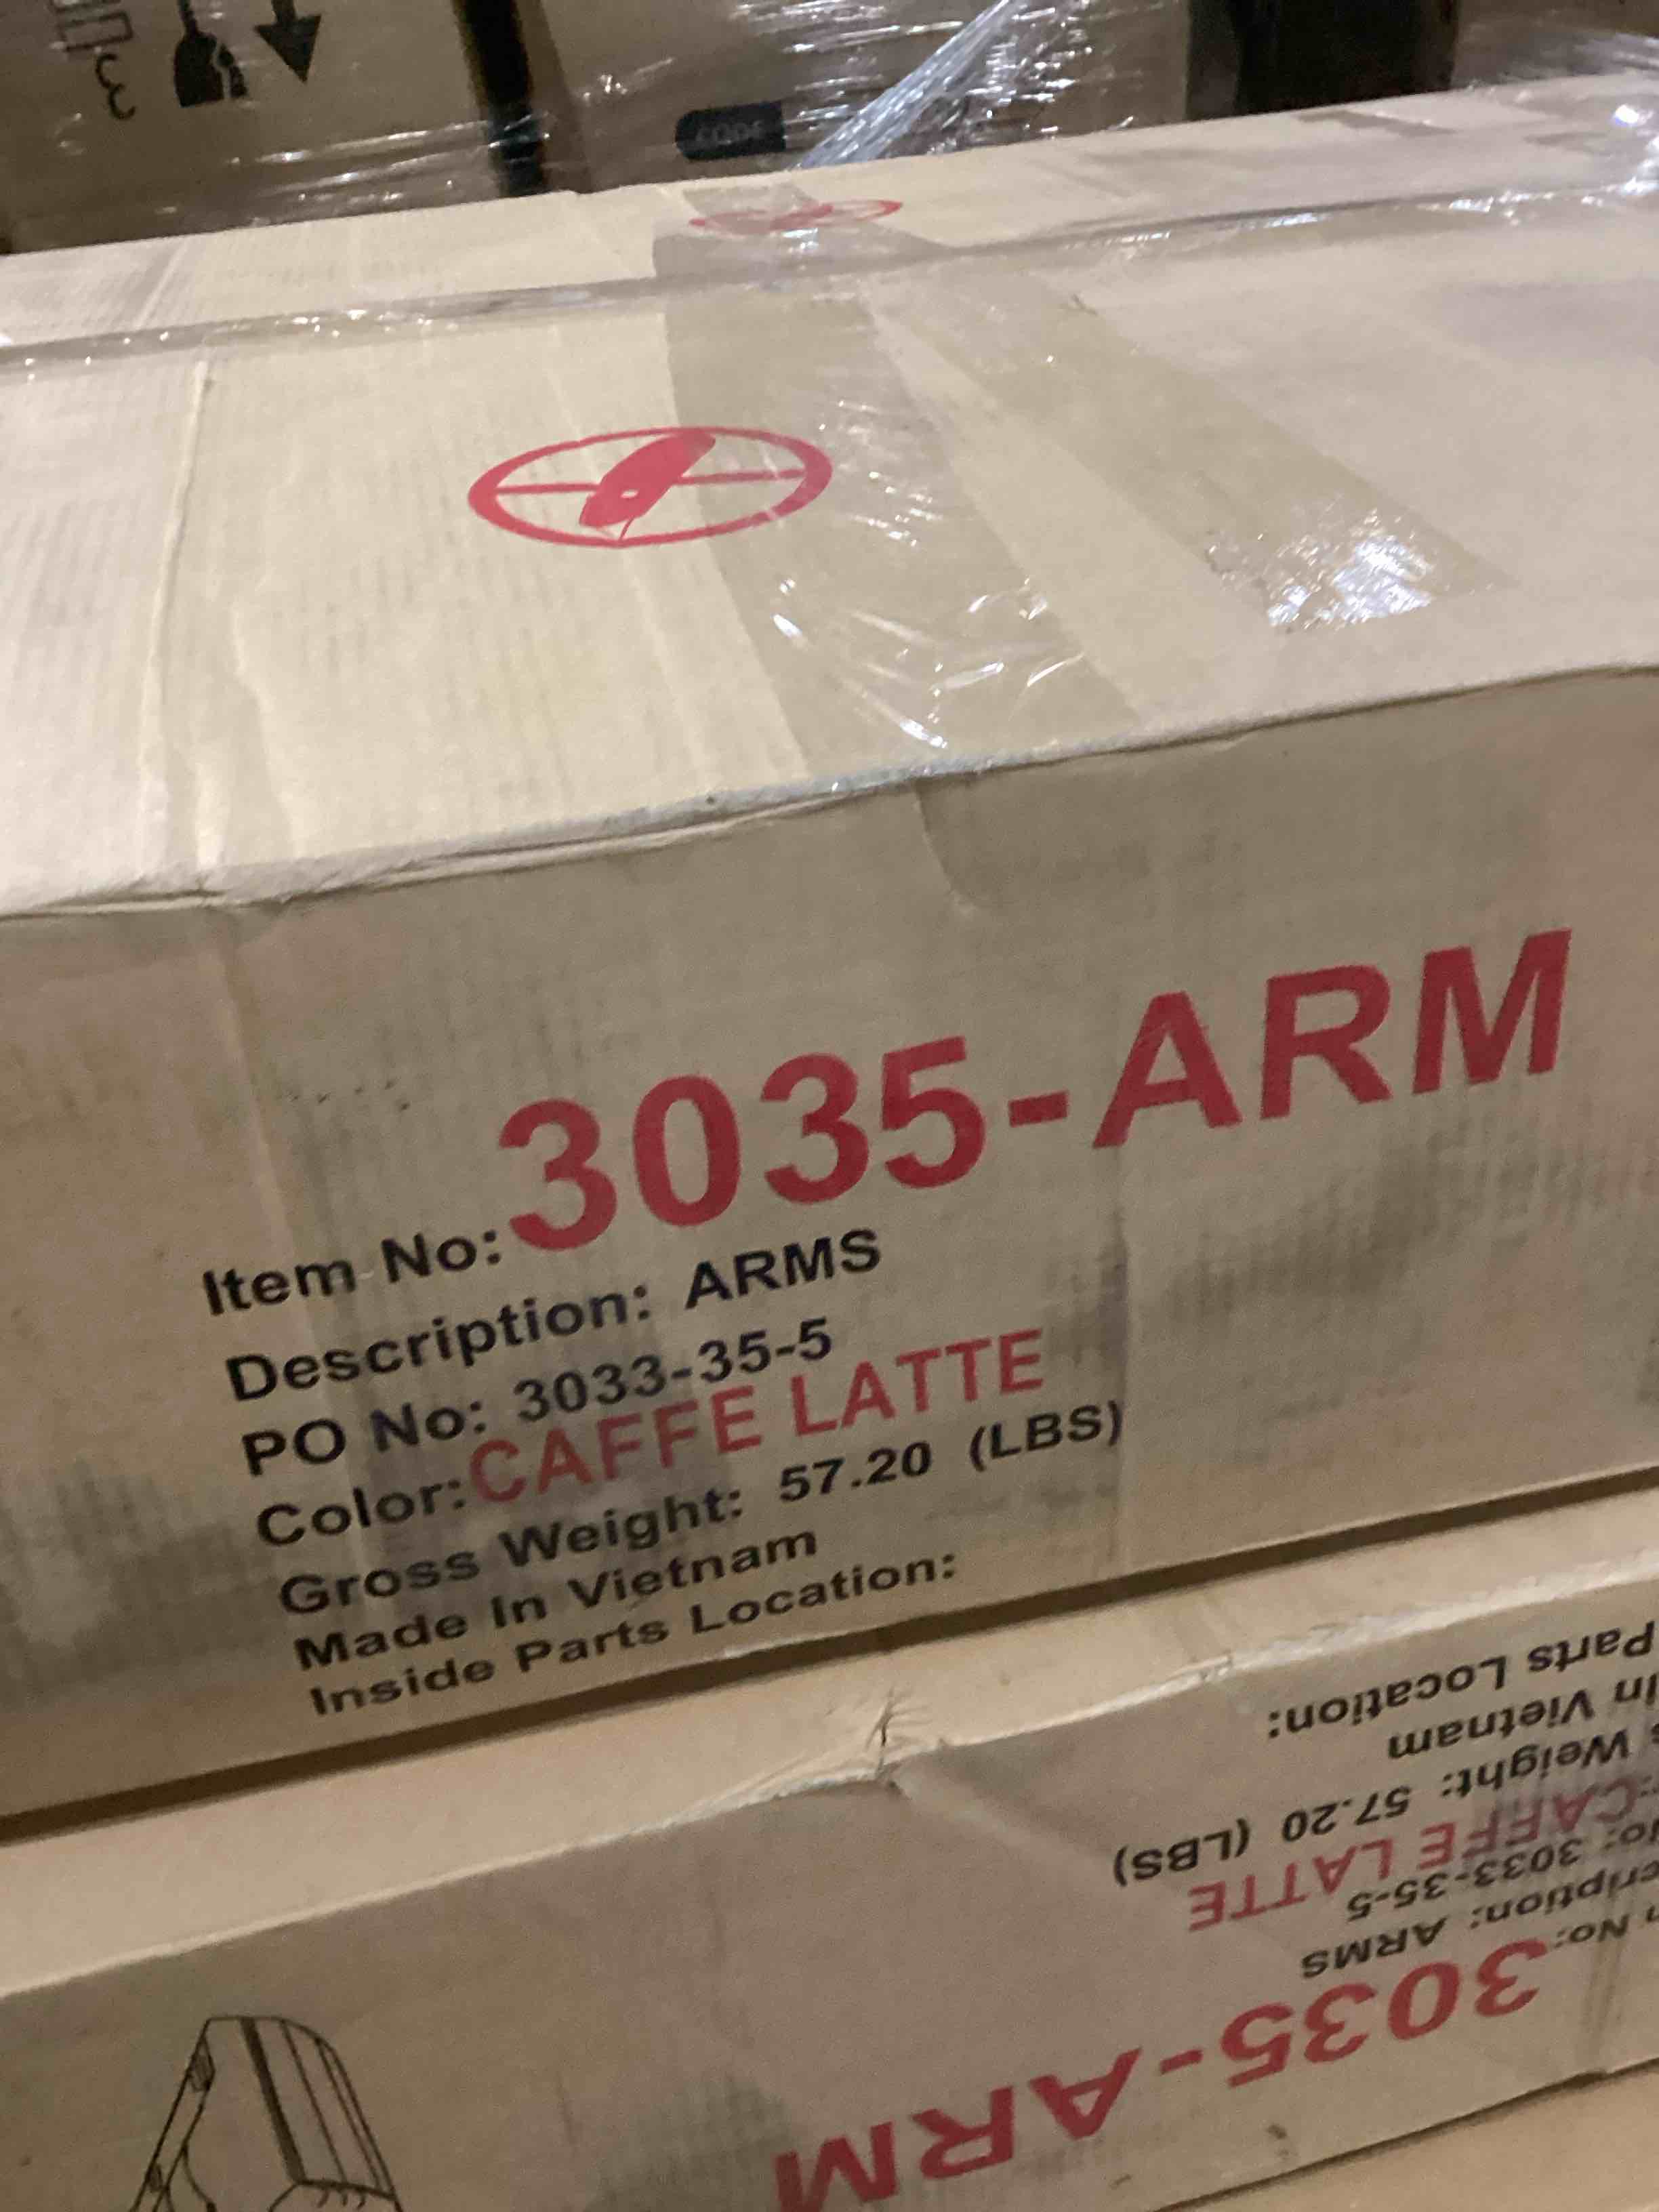 CODE
Item No: 3035-ARM
Description: ARMS
PO No: 3033-35-5
Color: CAFFE LATTE
Gross Weight: 57.20 (LBS)
Made In Vietnam
Inside Parts Location:
3035-ARM
ARMS
3033-35-5
CAFFE LATTE
Weight: 57.20 (LBS)
In Vietnam
Parts Location: